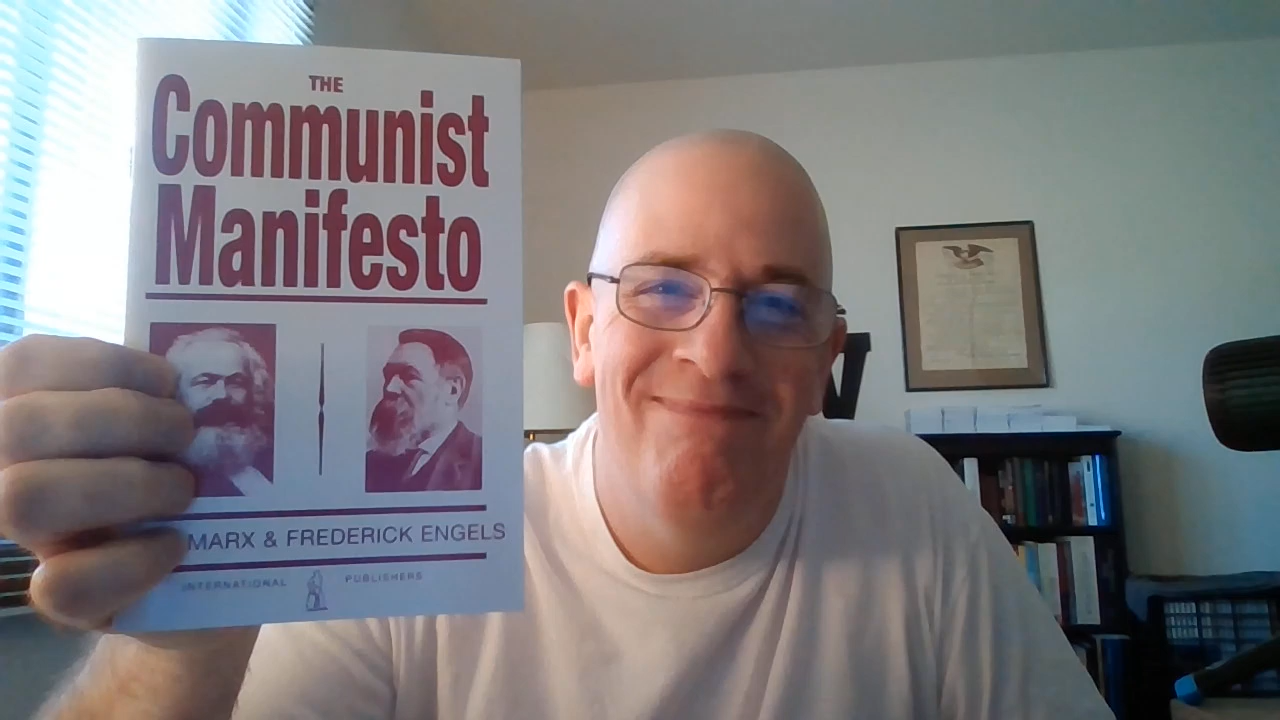 THE
Communist
Manifesto
MARX & FREDERICK ENGELS
INTERNATIONAL PUBLISHERS